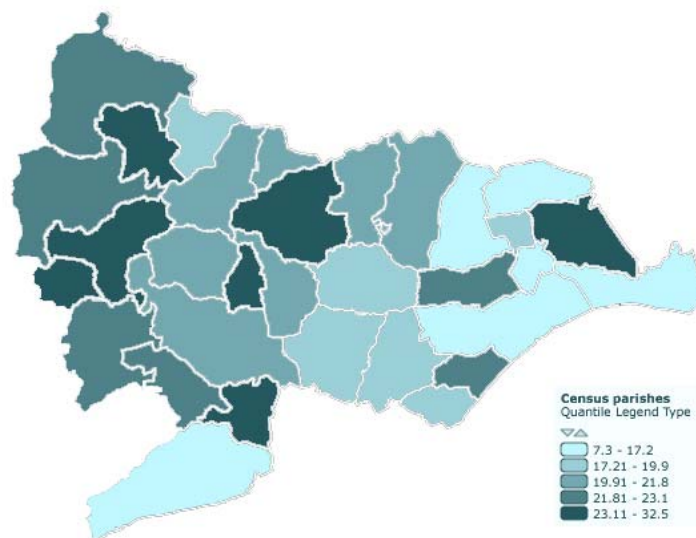 Census parishes
Quantile Legend Type
7.3 - 17.2
17.21 - 19.9
19.91 - 21.8
21.81 - 23.1
23.11 - 32.5